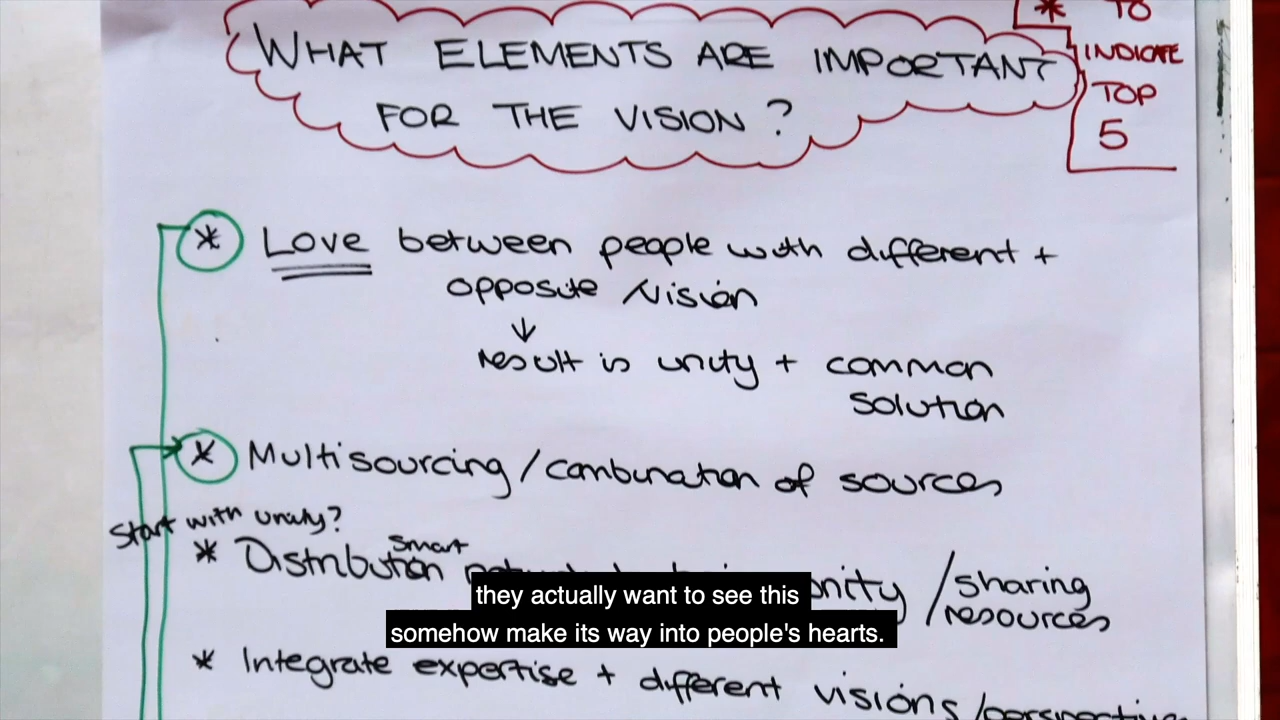 * TO
INDICATE
TOP
5
WHAT ELEMENTS ARE IMPORTANT
FOR THE VISION?
* Love between people with different +
opposite vision
↓
result is unity + common
solution
* Multisourcing/combination of sources
Start with unity?
smart
* Distribution /sharing
resources
they actually want to see this
somehow make its way into people's hearts.
* Integrate expertise + different visions/perspective